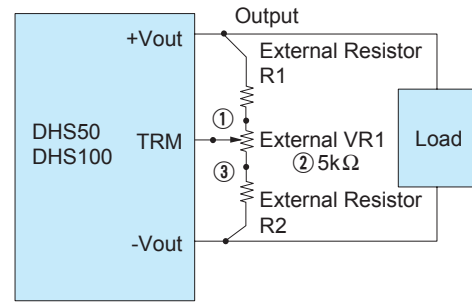 Output
+Vout
External Resistor
R1
①
DHS50
DHS100
TRM
External VR1
② 5kΩ
Load
③
External Resistor
R2
-Vout